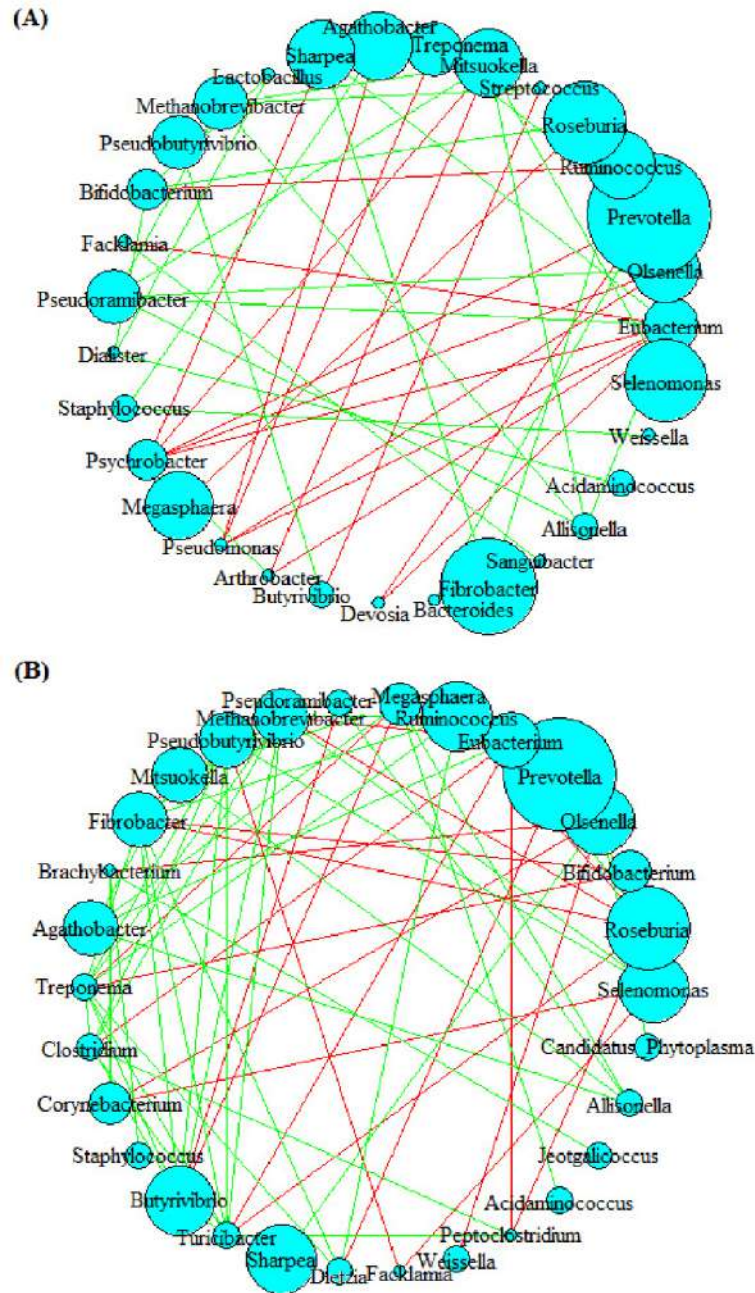 (A)
Agathobacter
Sharpea
Treponema
Mitsuokella
Lactobacillus
Streptococcus
Methanobrevibacter
Roseburia
Pseudobutyrivibrio
Ruminococcus
Bifidobacterium
Prevotella
Facklamia
Olsenella
Pseudoramibacter
Eubacterium
Dialister
Selenomonas
Staphylococcus
Weissella
Psychrobacter
Acidaminococcus
Megasphaera
Allisonella
Pseudomonas
Sanguibacter
Arthrobacter
Fibrobacter
Butyrivibrio
Devosia
Bacteroides
(B)
Pseudoramibacter
Megasphaera
Methanobrevibacter
Ruminococcus
Pseudobutyrivibrio
Eubacterium
Mitsuokella
Prevotella
Fibrobacter
Olsenella
Brachybacterium
Bifidobacterium
Agathobacter
Roseburia
Treponema
Selenomonas
Clostridium
Candidatus_Phytoplasma
Corynebacterium
Allisonella
Staphylococcus
Jeotgalicoccus
Butyrivibrio
Acidaminococcus
Turicibacter
Peptoclostridium
Sharpea
Weissella
Dietzia
Facklamia